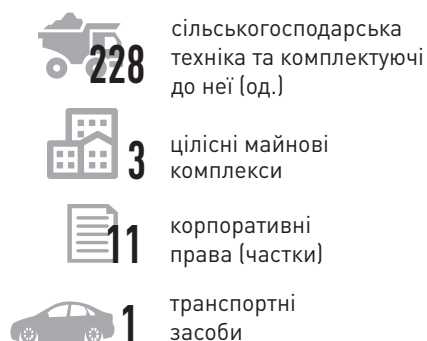 228
сільськогосподарська
техніка та комплектуючі
до неї (од.)
3
цілісні майнові
комплекси
11
корпоративні
права (частки)
1
транспортні
засоби